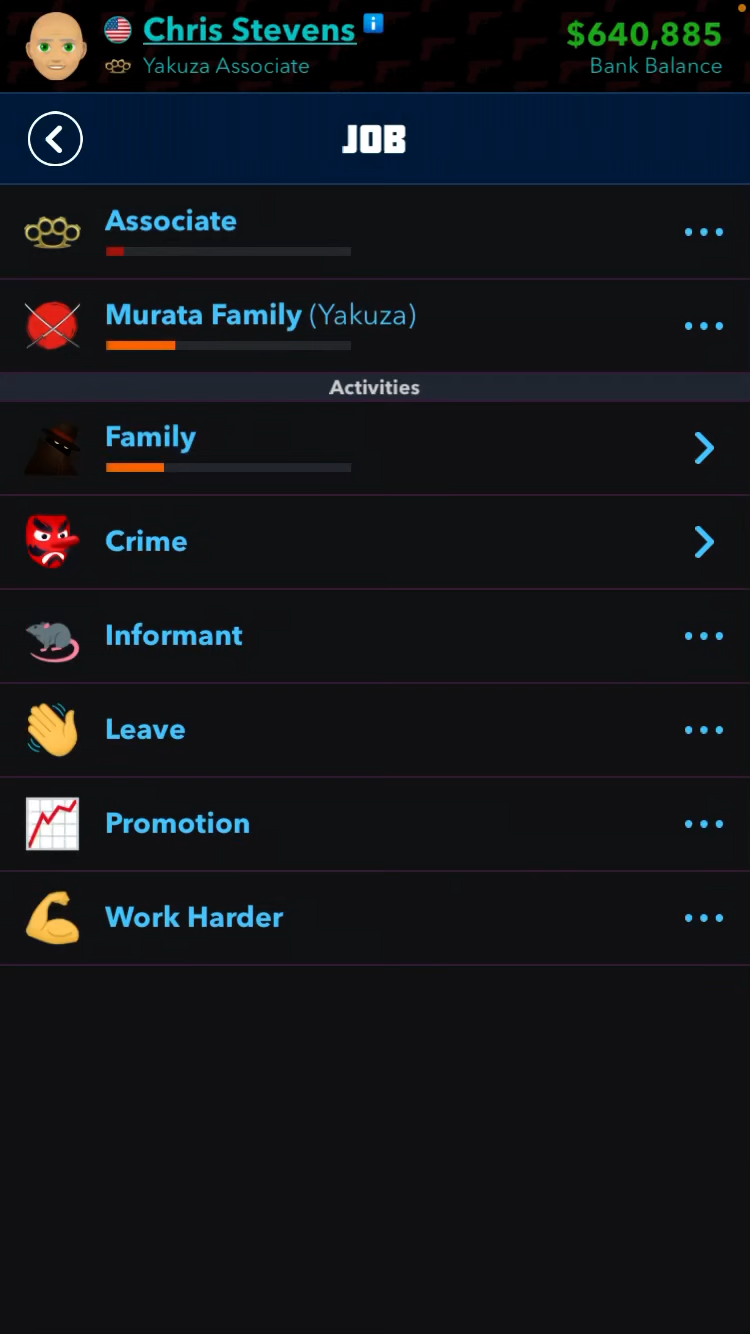 Chris Stevens
Yakuza Associate
$640,885
Bank Balance
JOB
Associate
Murata Family (Yakuza)
Activities
Family
Crime
Informant
Leave
Promotion
Work Harder